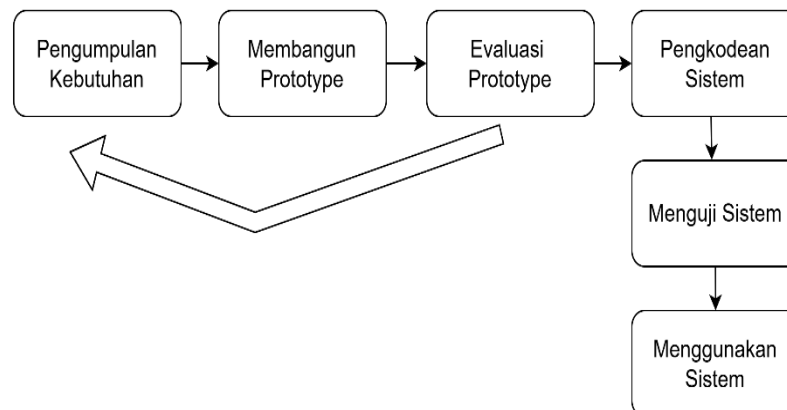 Pengumpulan
Kebutuhan
Membangun
Prototype
Evaluasi
Prototype
Pengkodean
Sistem
Menguji Sistem
Menggunakan
Sistem